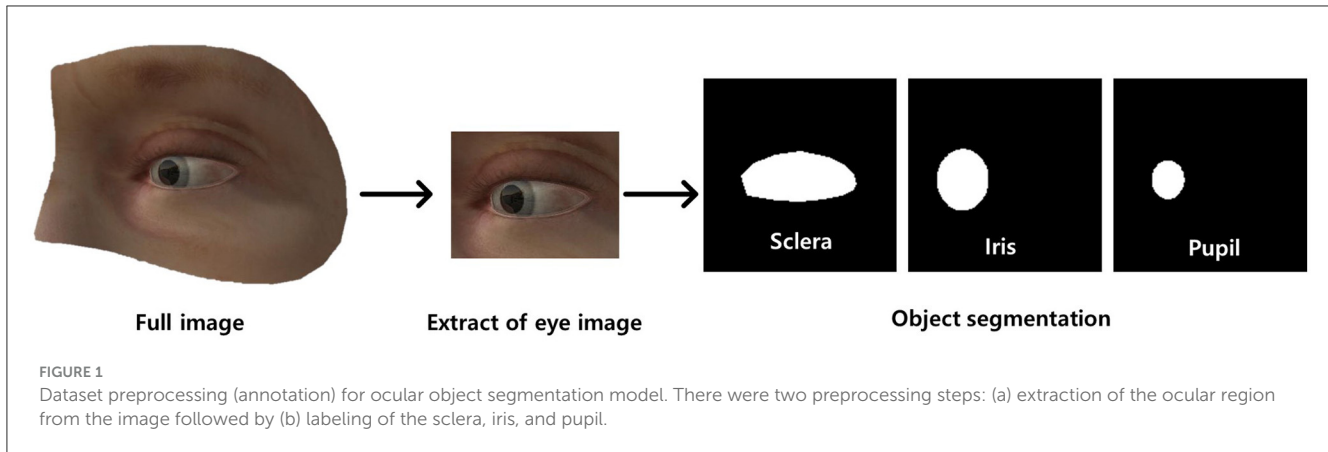 Sclera
Iris
Pupil
Full image
Extract of eye image
Object segmentation
FIGURE 1
Dataset preprocessing (annotation) for ocular object segmentation model. There were two preprocessing steps: (a) extraction of the ocular region
from the image followed by (b) labeling of the sclera, iris, and pupil.